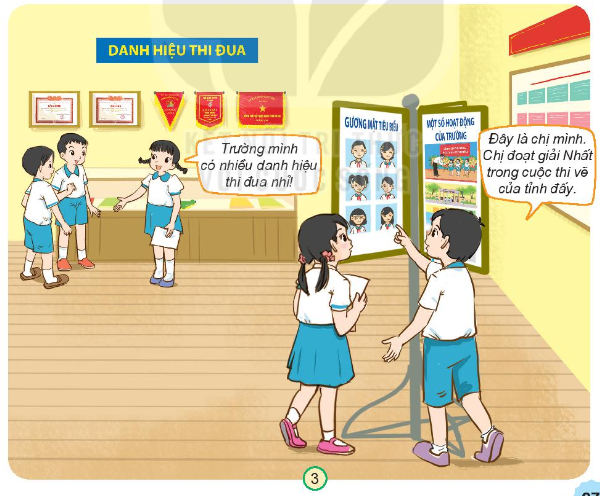 DANH HIỆU THI ĐUA
Trường mình
có nhiều danh hiệu
thi đua nhỉ!
GƯƠNG MẶT TIÊU BIỂU
MỘT SỐ HOẠT ĐỘNG
CỦA TRƯỜNG
Đây là chị mình.
Chị đoạt giải Nhất
trong cuộc thi vẽ
của tỉnh đấy.
3